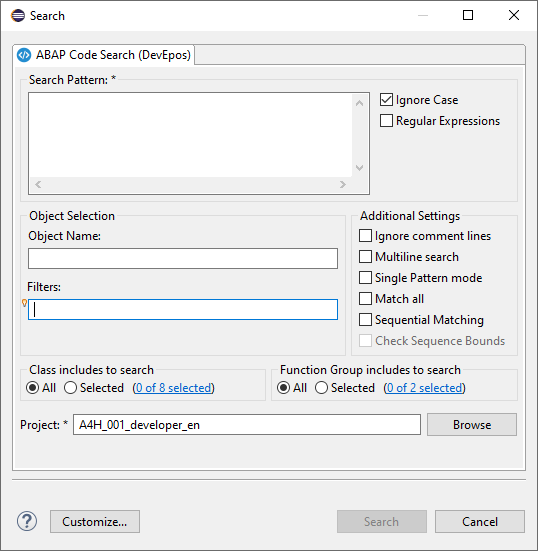 Search
ABAP Code Search (DevEpos)
Search Pattern: *
Ignore Case
Regular Expressions
Object Selection
Object Name:
Filters:
Additional Settings
Ignore comment lines
Multiline search
Single Pattern mode
Match all
Sequential Matching
Check Sequence Bounds
Class includes to search
All Selected (0 of 8 selected)
Function Group includes to search
All Selected (0 of 2 selected)
Project: * A4H_001_developer_en Browse
? Customize... Search Cancel